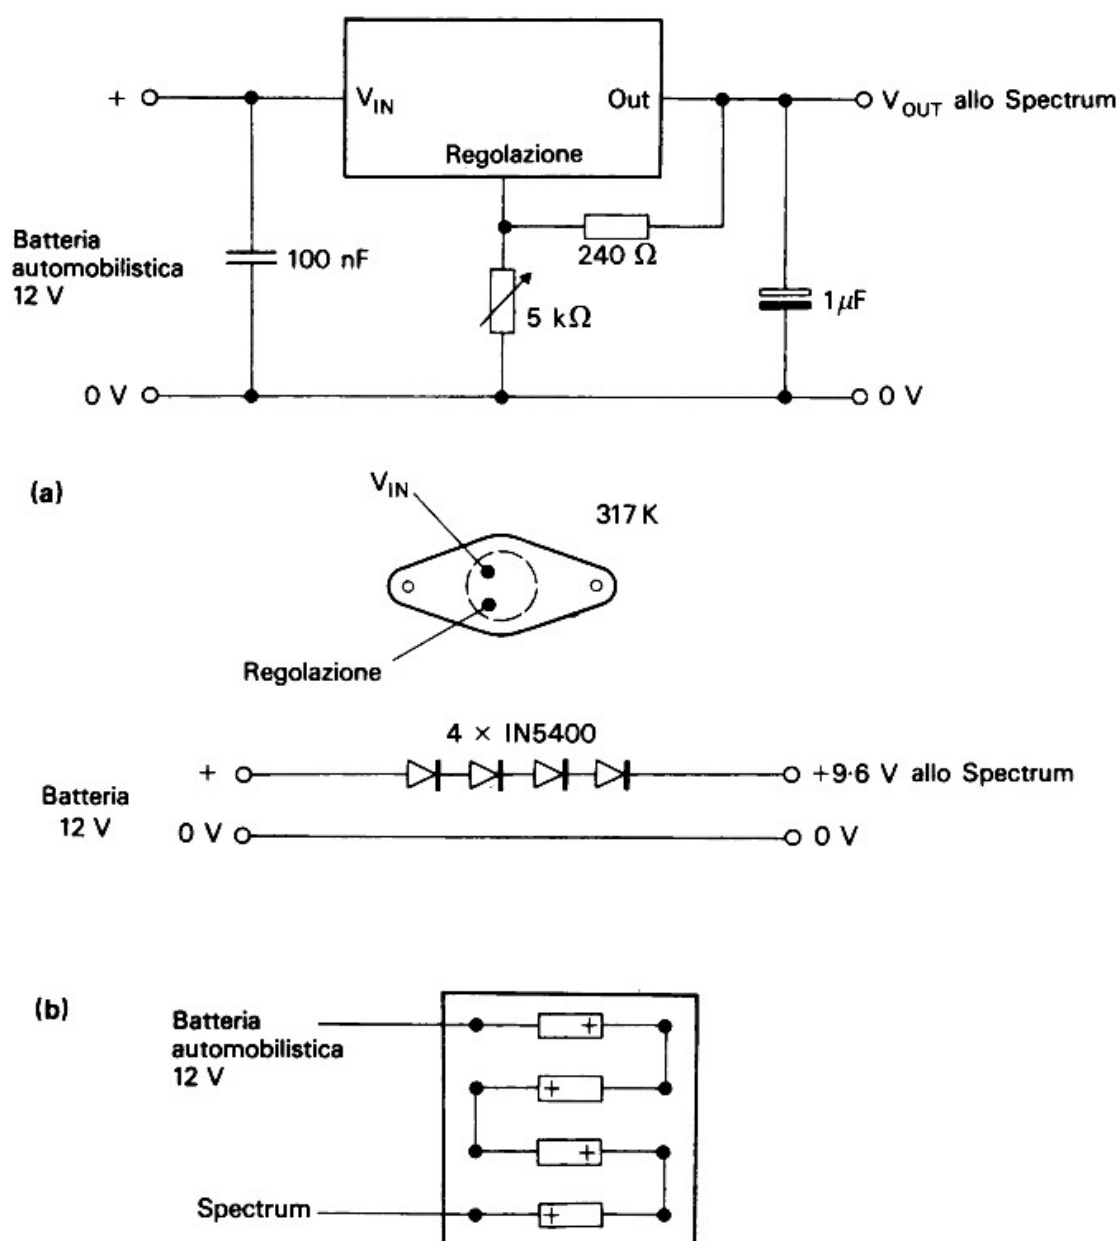 +
V_IN
Out
V_OUT allo Spectrum
Regolazione
Batteria
automobilistica
12 V
100 nF
240 Ω
5 kΩ
1 μF
0 V
0 V
(a)
V_IN
317 K
Regolazione
4 × IN5400
+
+9·6 V allo Spectrum
Batteria
12 V
0 V
0 V
(b)
Batteria
automobilistica
12 V
+
+
+
Spectrum
+